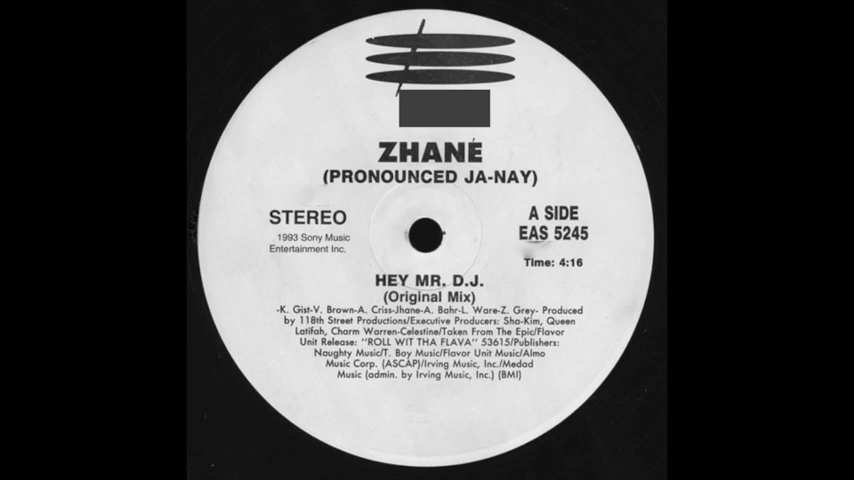 ZHANÉ
(PRONOUNCED JA-NAY)
STEREO
1993 Sony Music
Entertainment Inc.
A SIDE
EAS 5245
Time: 4:16
HEY MR. D.J.
(Original Mix)
-K. Gist-V. Brown-A. Criss-Jhane-A. Bahr-L. Ware-Z. Grey- Produced
by 118th Street Productions/Executive Producers: Sha-Kim, Queen
Latifah, Charm Warren-Celestine/Taken From The Epic/Flavor
Unit Release: "ROLL WIT THA FLAVA" 53615/Publishers:
Naughty Music/T. Boy Music/Flavor Unit Music/Almo
Music Corp. (ASCAP)/Irving Music, Inc./Medad
Music (admin. by Irving Music, Inc.) (BMI)